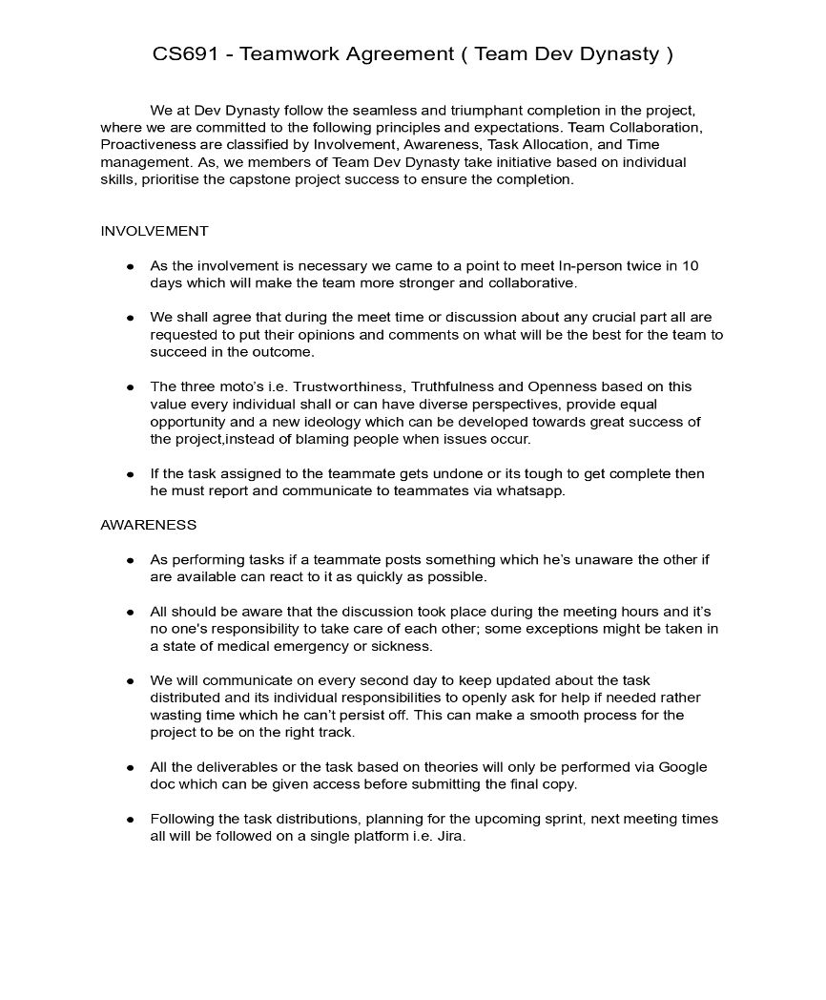 CS691 - Teamwork Agreement ( Team Dev Dynasty )
We at Dev Dynasty follow the seamless and triumphant completion in the project,
where we are committed to the following principles and expectations. Team Collaboration,
Proactiveness are classified by Involvement, Awareness, Task Allocation, and Time
management. As, we members of Team Dev Dynasty take initiative based on individual
skills, prioritise the capstone project success to ensure the completion.
INVOLVEMENT
● As the involvement is necessary we came to a point to meet In-person twice in 10
days which will make the team more stronger and collaborative.
● We shall agree that during the meet time or discussion about any crucial part all are
requested to put their opinions and comments on what will be the best for the team to
succeed in the outcome.
● The three moto's i.e. Trustworthiness, Truthfulness and Openness based on this
value every individual shall or can have diverse perspectives, provide equal
opportunity and a new ideology which can be developed towards great success of
the project,instead of blaming people when issues occur.
● If the task assigned to the teammate gets undone or its tough to get complete then
he must report and communicate to teammates via whatsapp.
AWARENESS
● As performing tasks if a teammate posts something which he's unaware the other if
are available can react to it as quickly as possible.
● All should be aware that the discussion took place during the meeting hours and it's
no one's responsibility to take care of each other; some exceptions might be taken in
a state of medical emergency or sickness.
● We will communicate on every second day to keep updated about the task
distributed and its individual responsibilities to openly ask for help if needed rather
wasting time which he can't persist off. This can make a smooth process for the
project to be on the right track.
● All the deliverables or the task based on theories will only be performed via Google
doc which can be given access before submitting the final copy.
● Following the task distributions, planning for the upcoming sprint, next meeting times
all will be followed on a single platform i.e. Jira.